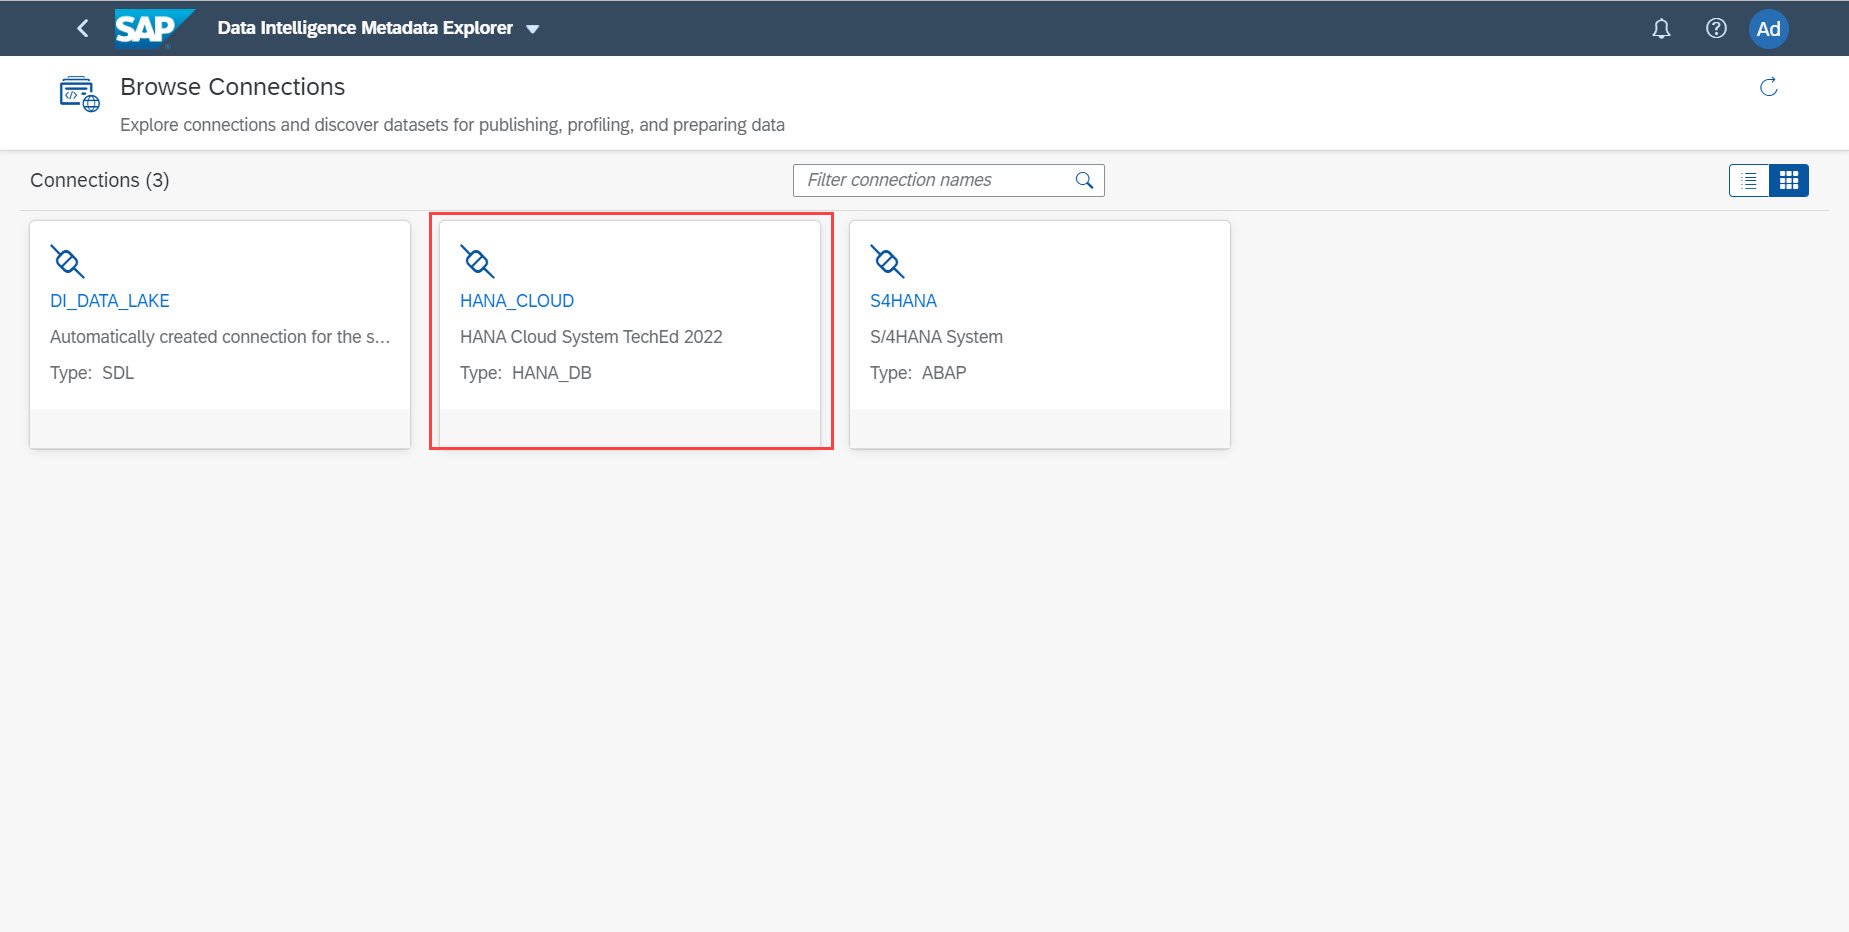 SAP Data Intelligence Metadata Explorer Ad
Browse Connections
Explore connections and discover datasets for publishing, profiling, and preparing data
Connections (3) Filter connection names
DI_DATA_LAKE
Automatically created connection for the s...
Type: SDL
HANA_CLOUD
HANA Cloud System TechEd 2022
Type: HANA_DB
S4HANA
S/4HANA System
Type: ABAP